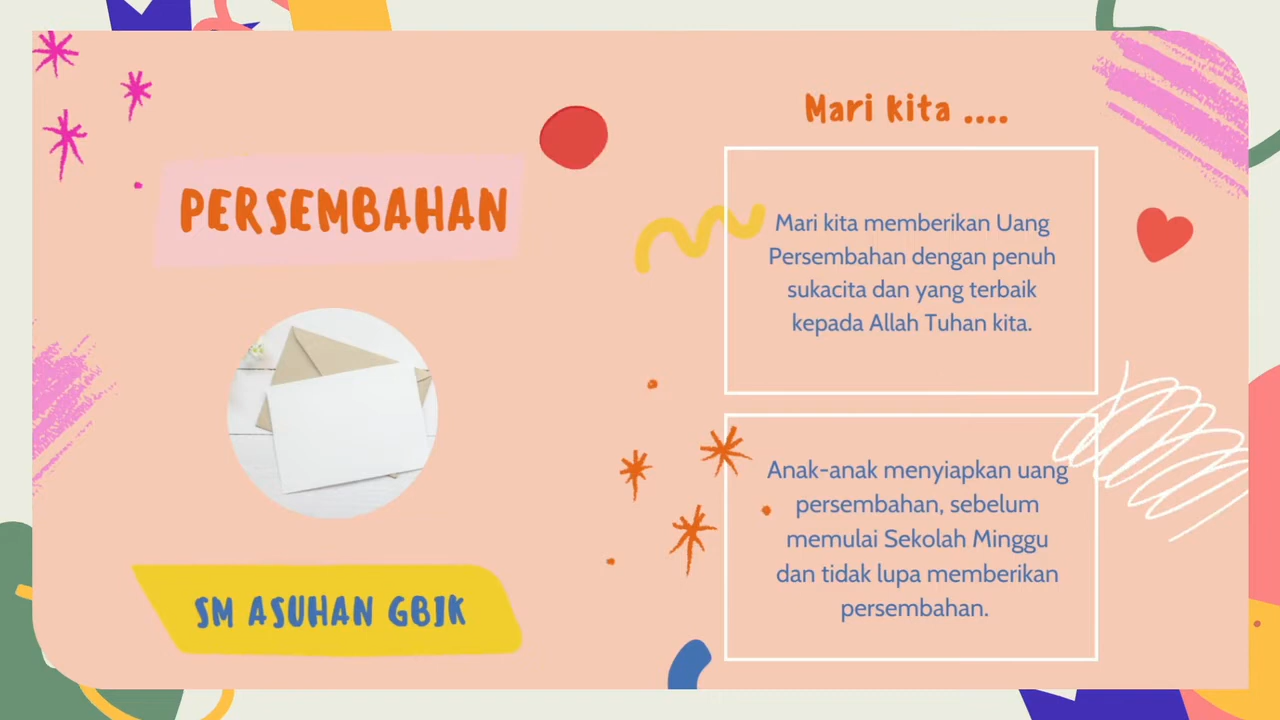 PERSEMBAHAN
SM ASUHAN GBIK
Mari kita ....
Mari kita memberikan Uang
Persembahan dengan penuh
sukacita dan yang terbaik
kepada Allah Tuhan kita.
Anak-anak menyiapkan uang
persembahan, sebelum
memulai Sekolah Minggu
dan tidak lupa memberikan
persembahan.